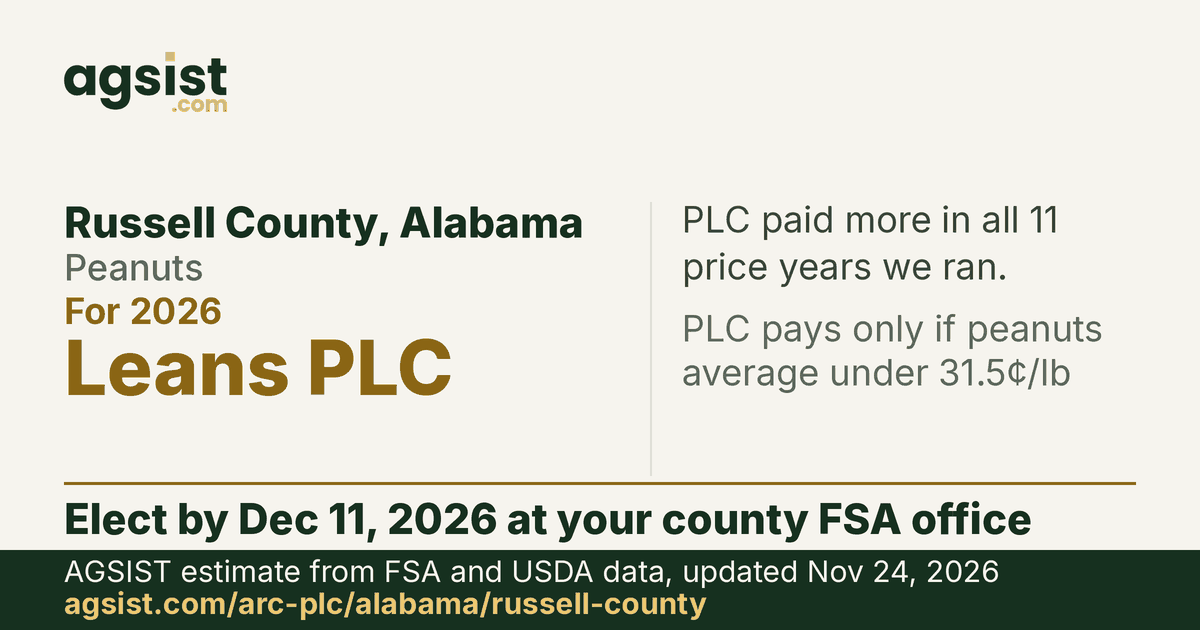 agsist
.com
Russell County, Alabama
Peanuts
For 2026
Leans PLC
PLC paid more in all 11
price years we ran.
PLC pays only if peanuts
average under 31.5¢/lb
Elect by Dec 11, 2026 at your county FSA office
AGSIST estimate from FSA and USDA data, updated Nov 24, 2026
agsist.com/arc-plc/alabama/russell-county